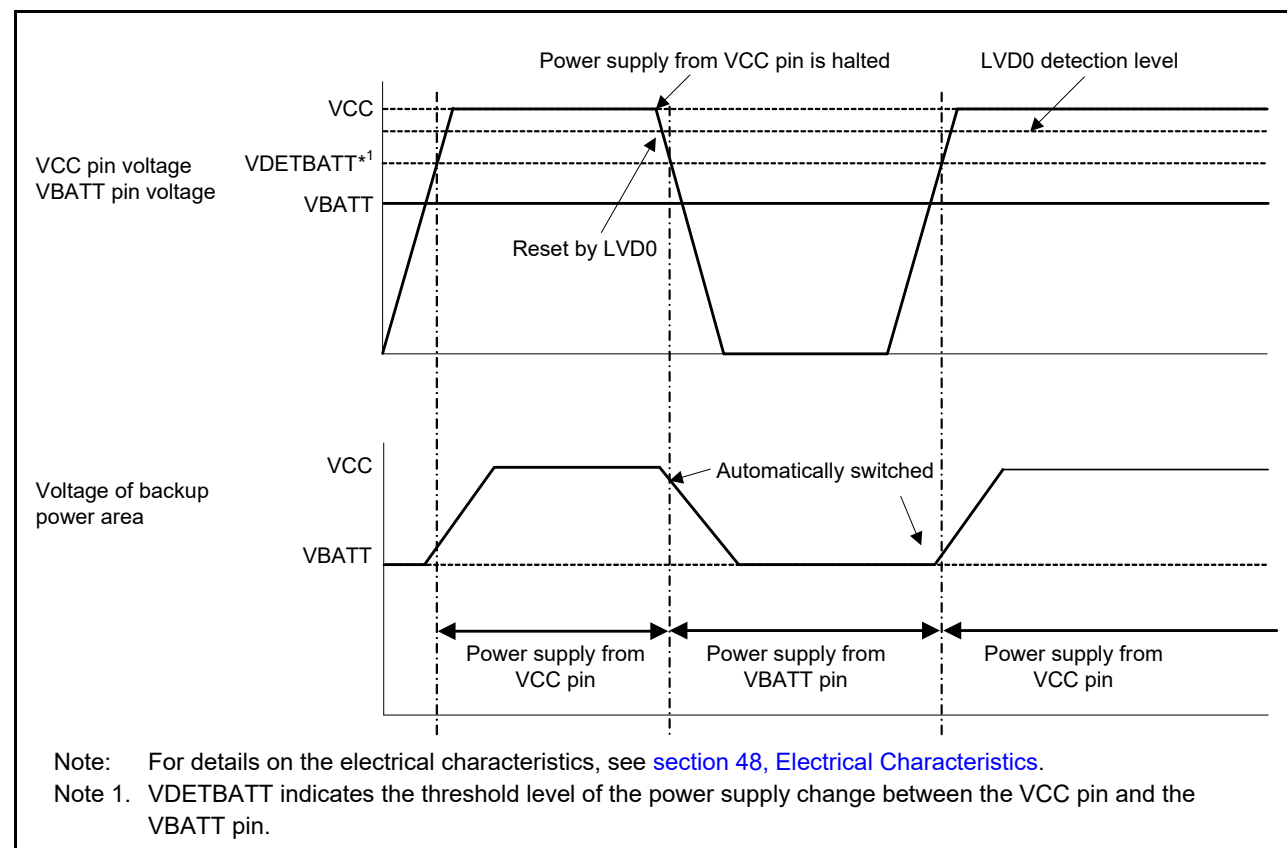 Power supply from VCC pin is halted
LVD0 detection level
VCC
VCC pin voltage
VBATT pin voltage
VDETBATT*1
VBATT
Reset by LVD0
VCC
Automatically switched
Voltage of backup
power area
VBATT
Power supply from
VCC pin
Power supply from
VBATT pin
Power supply from
VCC pin
Note: For details on the electrical characteristics, see section 48, Electrical Characteristics.
Note 1. VDETBATT indicates the threshold level of the power supply change between the VCC pin and the
VBATT pin.